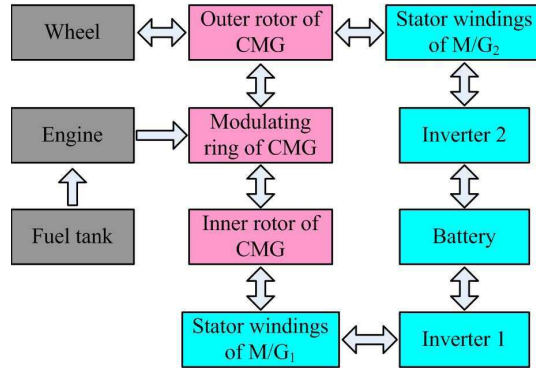 Wheel
Outer rotor of
CMG
Stator windings
of M/G₂
Engine
Modulating
ring of CMG
Inverter 2
Fuel tank
Inner rotor of
CMG
Battery
Stator windings
of M/G₁
Inverter 1